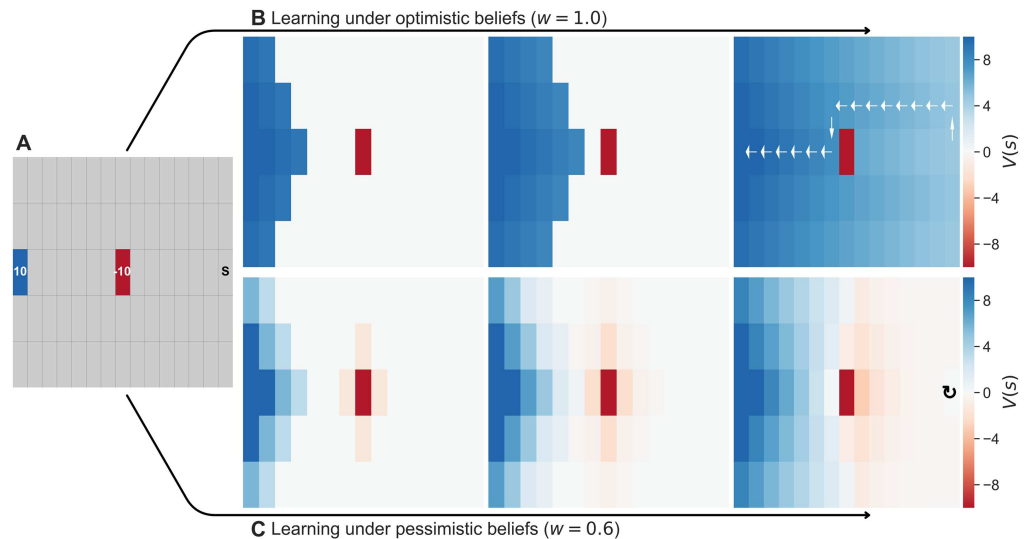 B Learning under optimistic beliefs (w = 1.0)
A
10
-10
S
8
4
0
−4
−8
V(s)
8
4
0
−4
−8
V(s)
C Learning under pessimistic beliefs (w = 0.6)